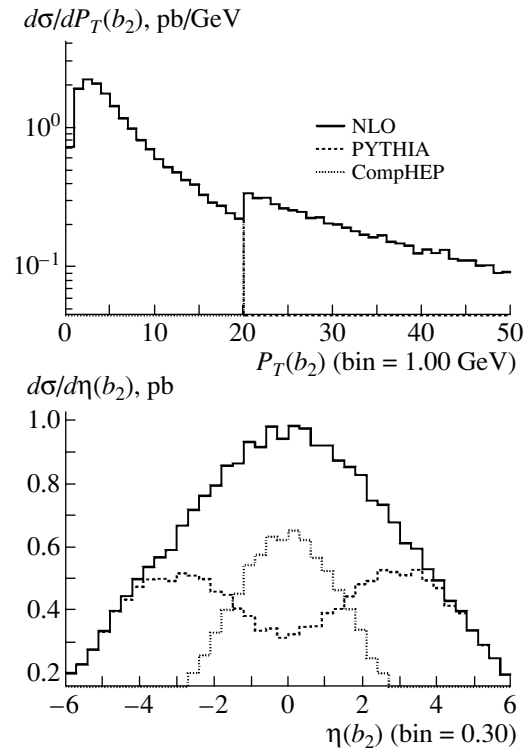 dσ/dP_T(b_2), pb/GeV
10^0
10^{-1}
NLO
PYTHIA
CompHEP
0 10 20 30 40 50
P_T(b_2) (bin = 1.00 GeV)
dσ/dη(b_2), pb
1.0
0.8
0.6
0.4
0.2
−6 −4 −2 0 2 4 6
η(b_2) (bin = 0.30)